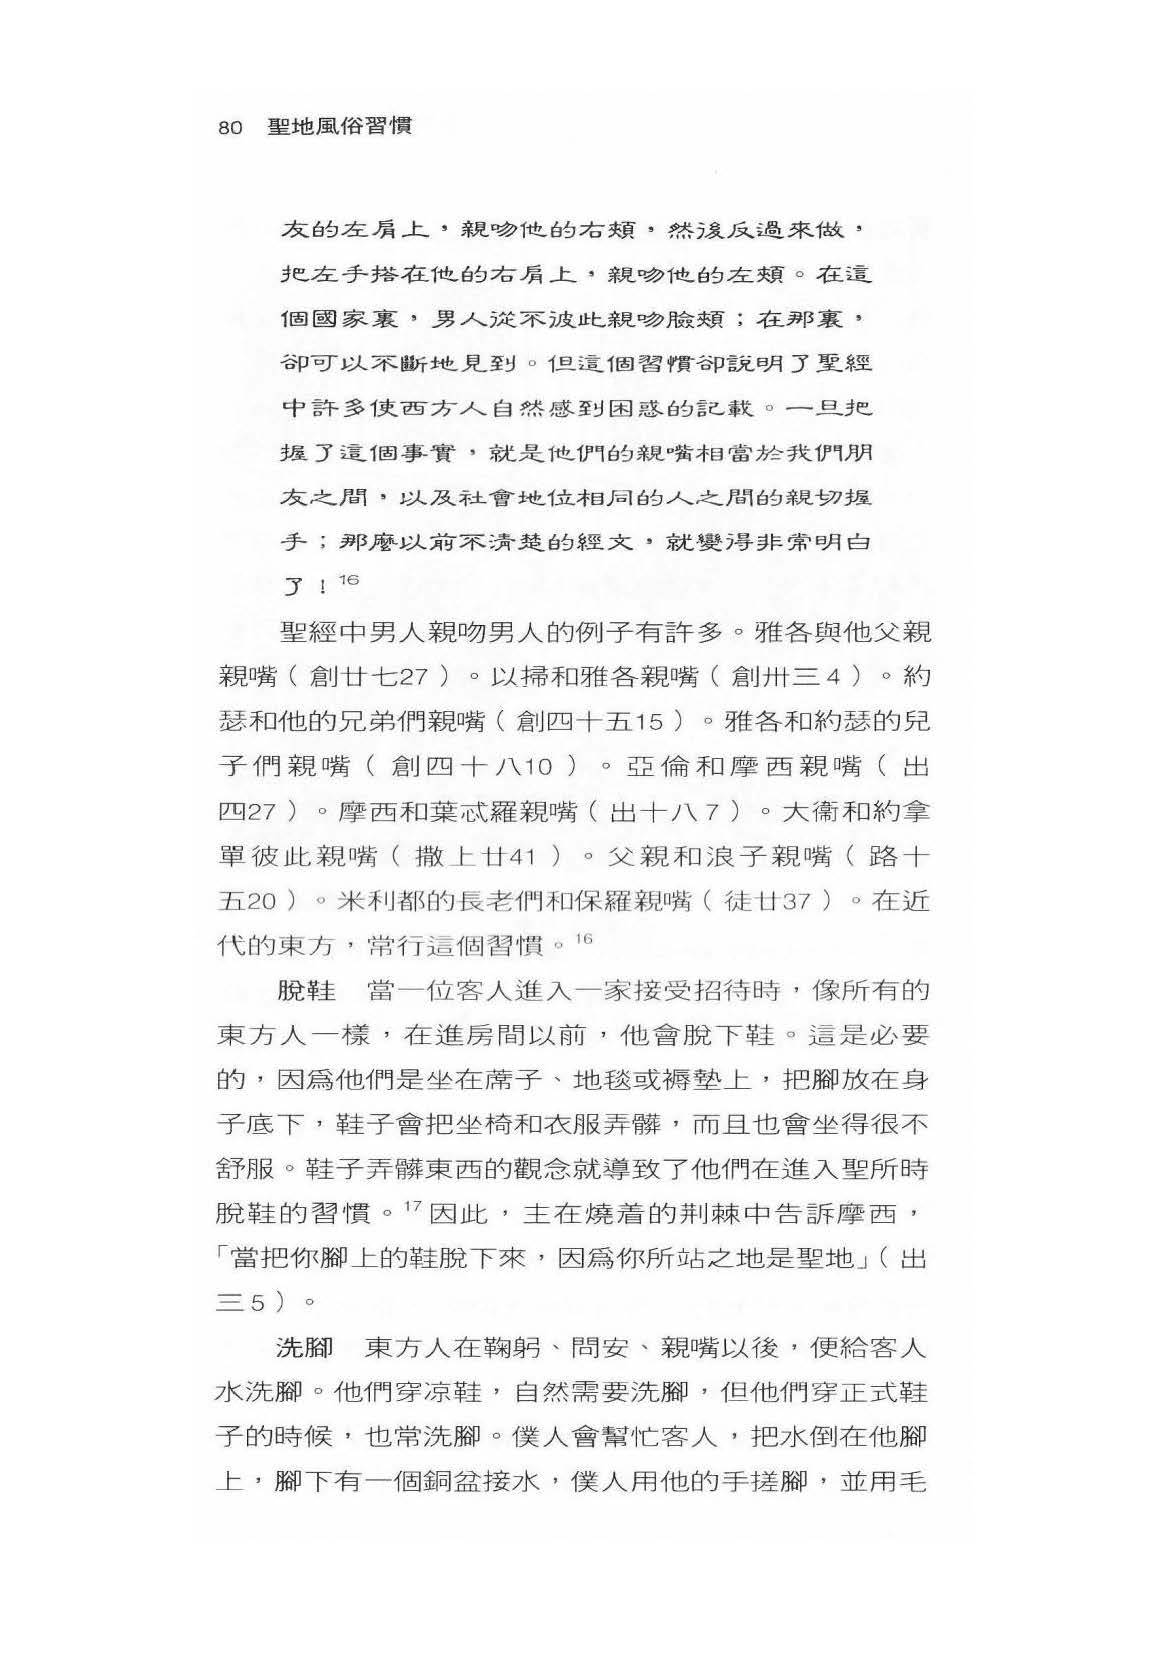 80 聖地風俗習慣
友的左肩上，親吻他的右頰，然後反過來做，
把左手搭在他的右肩上，親吻他的左頰。在這
個國家裏，男人從不彼此親吻臉頰；在那裏，
卻可以不斷地見到。但這個習慣卻説明了聖經
中許多使西方人自然感到困惑的記載。一旦把
握了這個事實，就是他們的親嘴相當於我們朋
友之間，以及社會地位相同的人之間的親切握
手；那麼以前不清楚的經文，就變得非常明白
了！16
聖經中男人親吻男人的例子有許多。雅各與他父親
親嘴（創廿七27）。以掃和雅各親嘴（創卅三4）。約
瑟和他的兄弟們親嘴（創四十五15）。雅各和約瑟的兒
子們親嘴（創四十八10）。亞倫和摩西親嘴（出
四27）。摩西和葉忒羅親嘴（出十八7）。大衞和約拿
單彼此親嘴（撒上廿41）。父親和浪子親嘴（路十
五20）。米利都的長老們和保羅親嘴（徒廿37）。在近
代的東方，常行這個習慣。16
脫鞋 當一位客人進入一家接受招待時，像所有的
東方人一樣，在進房間以前，他會脫下鞋。這是必要
的，因爲他們是坐在蓆子、地毯或褥墊上，把腳放在身
子底下，鞋子會把坐椅和衣服弄髒，而且也會坐得很不
舒服。鞋子弄髒東西的觀念就導致了他們在進入聖所時
脫鞋的習慣。17因此，主在燒着的荆棘中告訴摩西，
「當把你腳上的鞋脫下來，因爲你所站之地是聖地」（出
三5）。
洗腳 東方人在鞠躬、問安、親嘴以後，便給客人
水洗腳。他們穿涼鞋，自然需要洗腳，但他們穿正式鞋
子的時候，也常洗腳。僕人會幫忙客人，把水倒在他腳
上，腳下有一個銅盆接水，僕人用他的手搓腳，並用毛